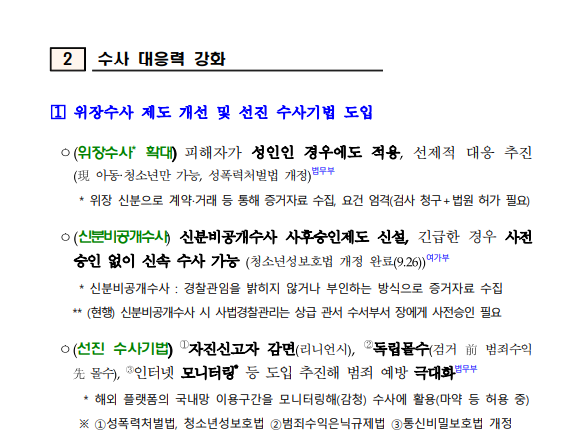 2 수사 대응력 강화
① 위장수사 제도 개선 및 선진 수사기법 도입
○ (위장수사* 확대) 피해자가 성인인 경우에도 적용, 선제적 대응 추진
(現 아동·청소년만 가능, 성폭력처벌법 개정)법무부
* 위장 신분으로 계약·거래 등 통해 증거자료 수집, 요건 엄격(검사 청구+법원 허가 필요)
○ (신분비공개수사) 신분비공개수사 사후승인제도 신설, 긴급한 경우 사전
승인 없이 신속 수사 가능 (청소년성보호법 개정 완료(9.26))여가부
* 신분비공개수사 : 경찰관임을 밝히지 않거나 부인하는 방식으로 증거자료 수집
** (현행) 신분비공개수사 시 사법경찰관리는 상급 관서 수서부서 장에게 사전승인 필요
○ (선진 수사기법) ①자진신고자 감면(리니언시), ②독립몰수(검거 前 범죄수익
先 몰수), ③인터넷 모니터링* 등 도입 추진해 범죄 예방 극대화법무부
* 해외 플랫폼의 국내망 이용구간을 모니터링해(감청) 수사에 활용(마약 등 허용 중)
※ ①성폭력처벌법, 청소년성보호법 ②범죄수익은닉규제법 ③통신비밀보호법 개정